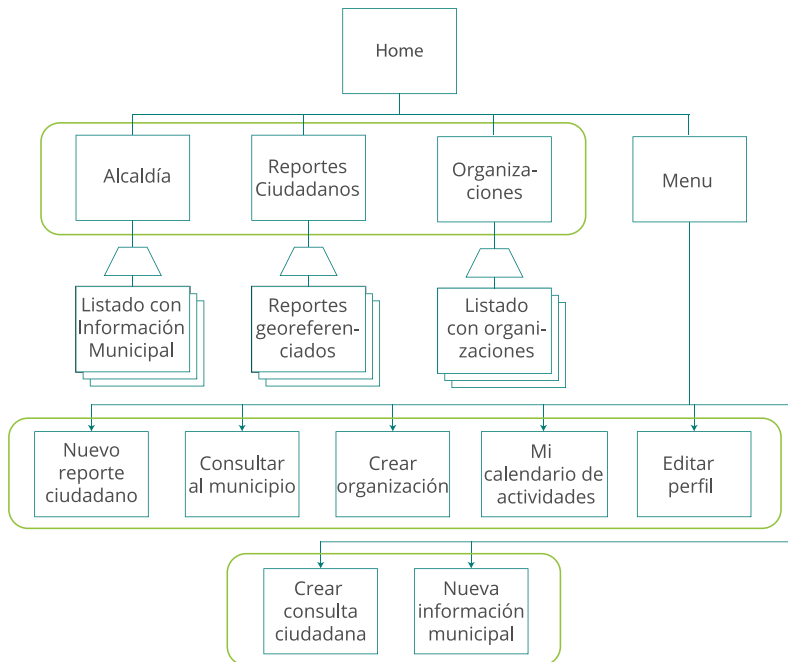 Home
Alcaldía
Reportes
Ciudadanos
Organiza-
ciones
Menu
Listado con
Información
Municipal
Reportes
georeferen-
ciados
Listado
con organi-
zaciones
Nuevo
reporte
ciudadano
Consultar
al municipio
Crear
organización
Mi
calendario de
actividades
Editar
perfil
Crear
consulta
ciudadana
Nueva
información
municipal